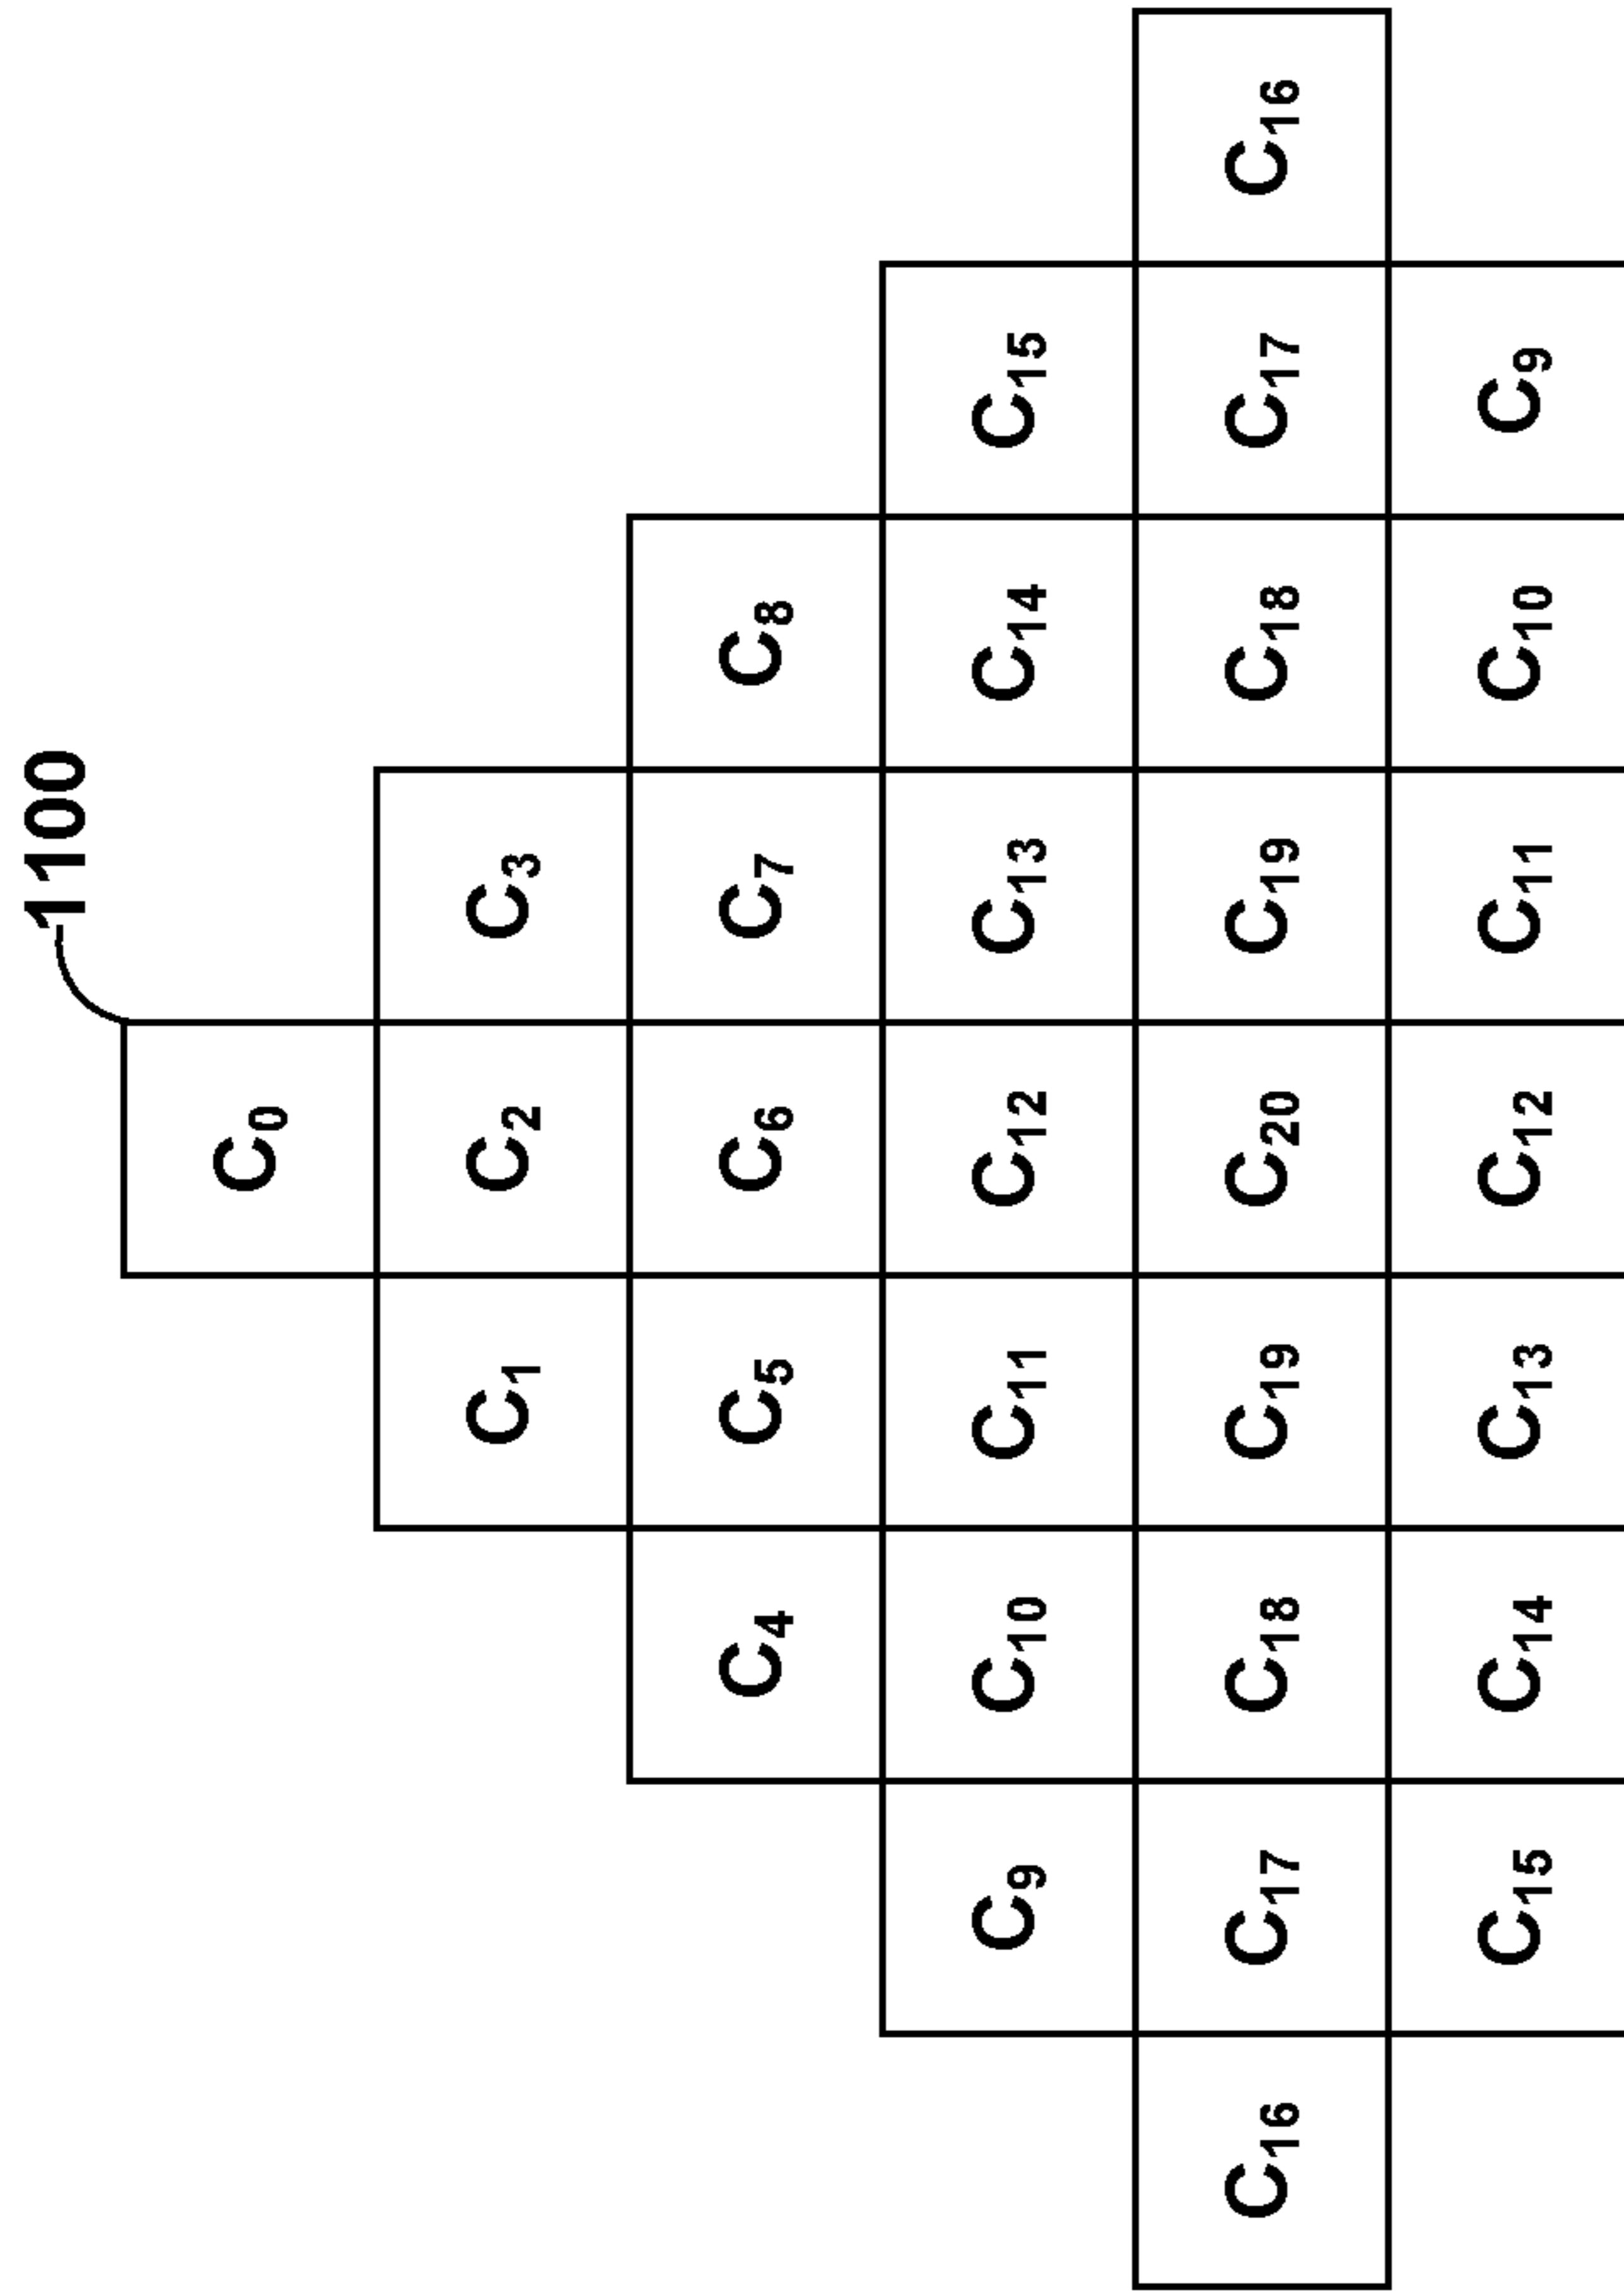 1100
C₀
C₁ C₂ C₃
C₄ C₅ C₆ C₇ C₈
C₉ C₁₀ C₁₁ C₁₂ C₁₃ C₁₄ C₁₅
C₁₆ C₁₇ C₁₈ C₁₉ C₂₀ C₁₉ C₁₈ C₁₇ C₁₆
C₁₅ C₁₄ C₁₃ C₁₂ C₁₁ C₁₀ C₉